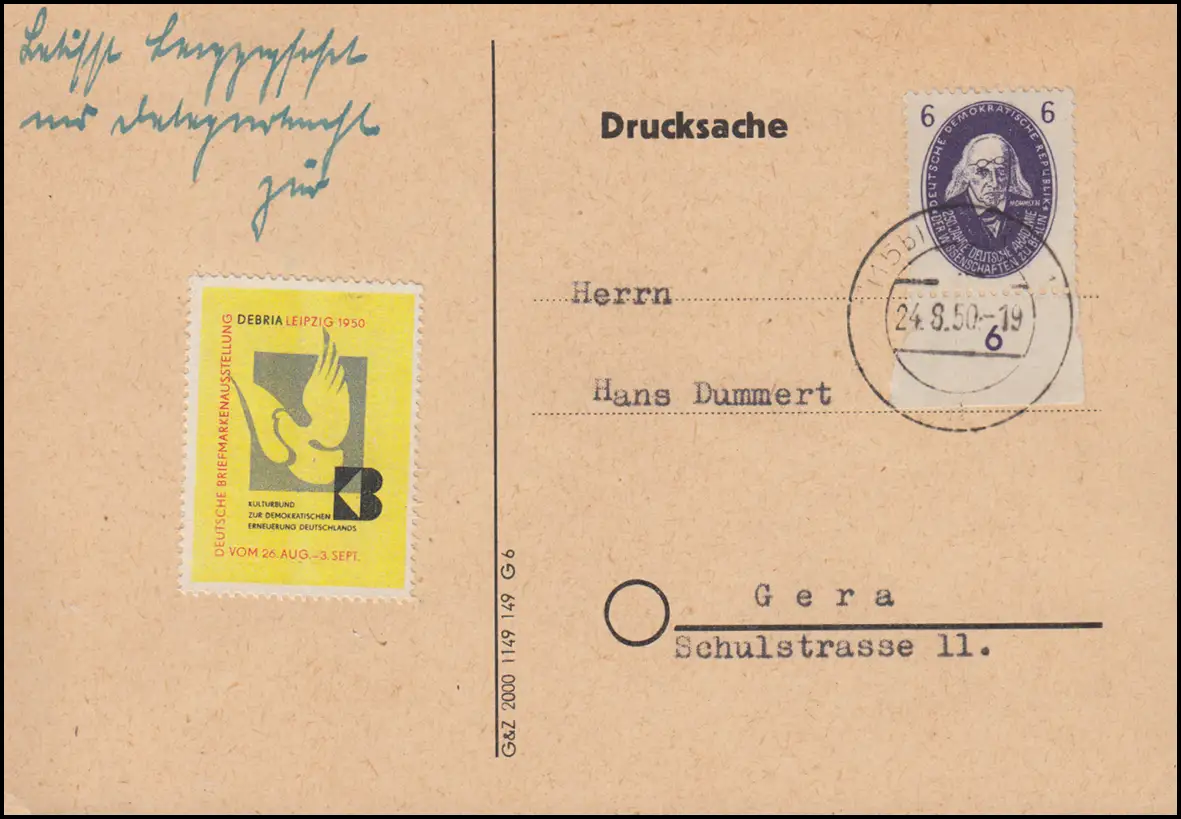 zur
Drucksache
6 6
DEUTSCHE DEMOKRATISCHE REPUBLIK
250 JAHRE DEUTSCHE AKADEMIE
DER WISSENSCHAFTEN ZU BERLIN
24.8.50.-19
6
DEBRIA LEIPZIG 1950
DEUTSCHE BRIEFMARKENAUSSTELLUNG
KULTURBUND
ZUR DEMOKRATISCHEN
ERNEUERUNG DEUTSCHLANDS
B
VOM 26. AUG.–3. SEPT.
Herrn
Hans Dummert
Gera
Schulstrasse 11.
G&Z 2000 1149 149 G 6